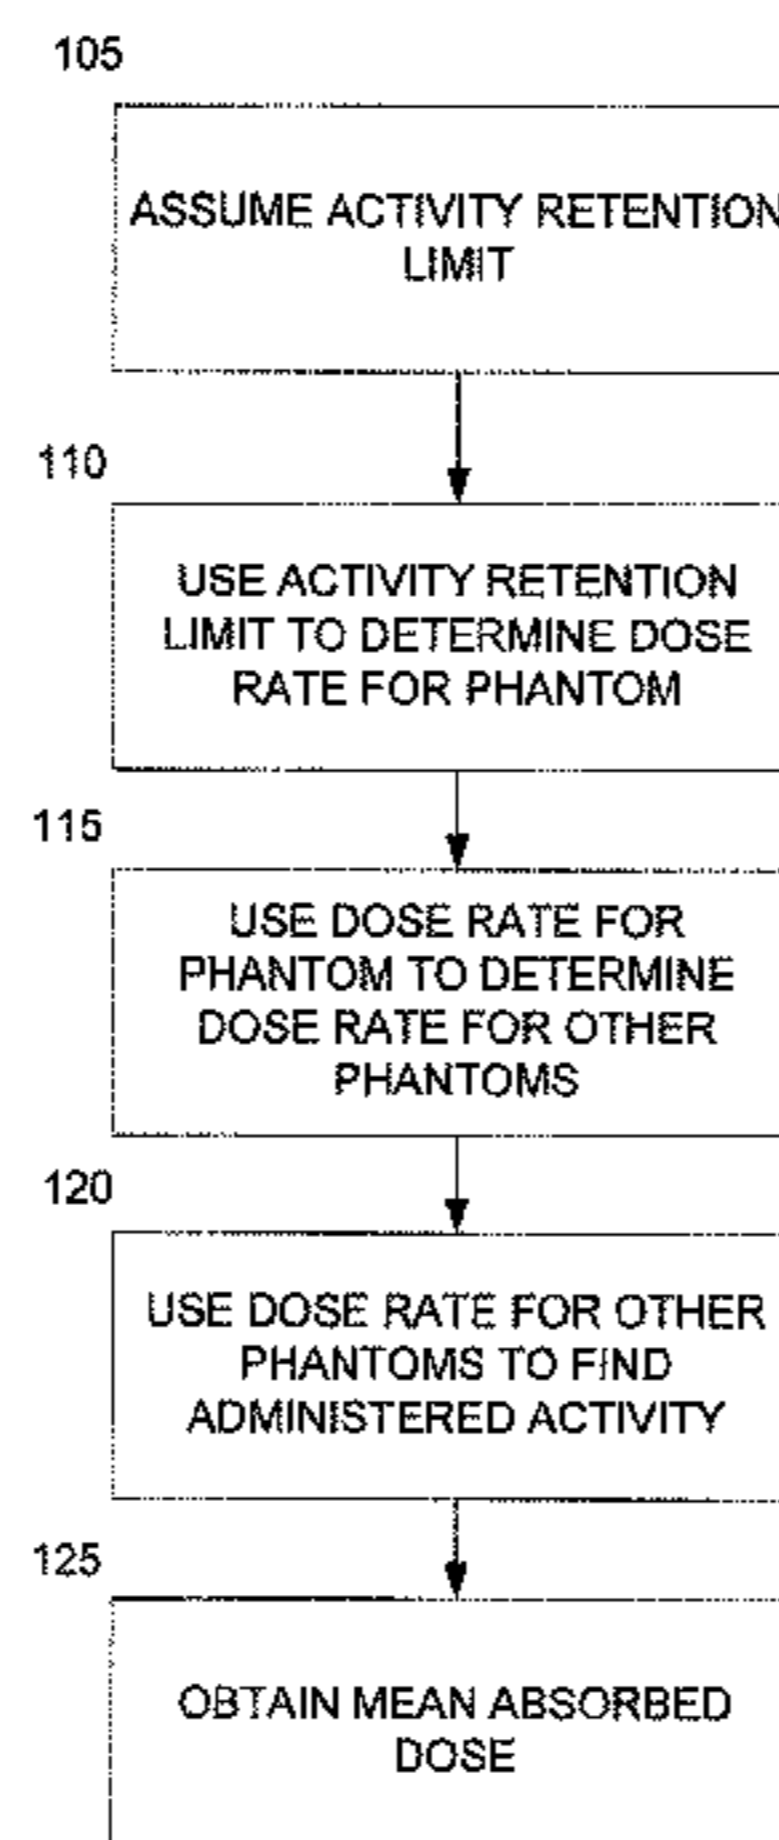 105
ASSUME ACTIVITY RETENTION
LIMIT
110
USE ACTIVITY RETENTION
LIMIT TO DETERMINE DOSE
RATE FOR PHANTOM
115
USE DOSE RATE FOR
PHANTOM TO DETERMINE
DOSE RATE FOR OTHER
PHANTOMS
120
USE DOSE RATE FOR OTHER
PHANTOMS TO FIND
ADMINISTERED ACTIVITY
125
OBTAIN MEAN ABSORBED
DOSE